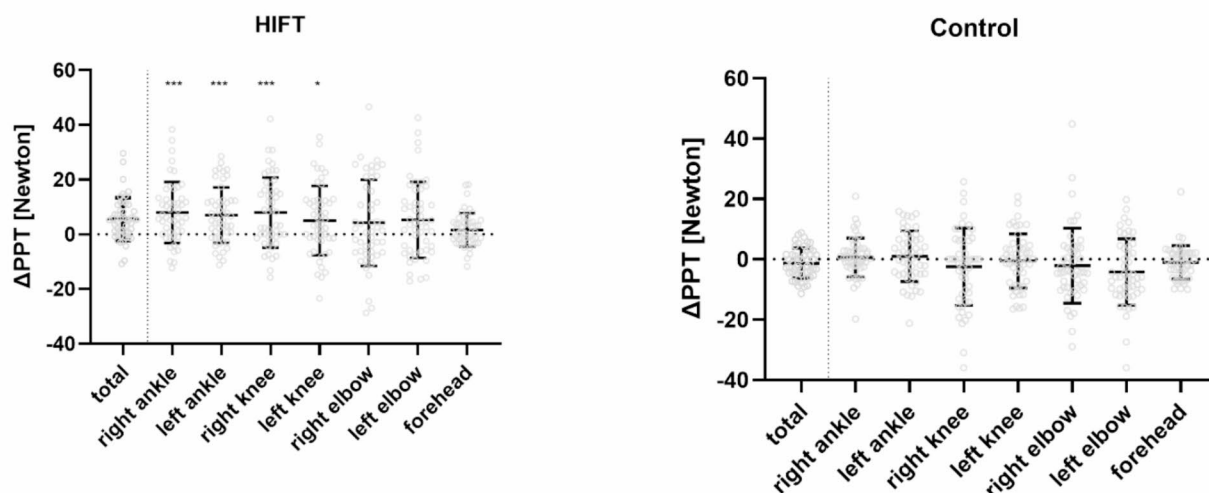 HIFT
ΔPPT [Newton]
60
40
20
0
-20
-40
*** *** *** *
total
right ankle
left ankle
right knee
left knee
right elbow
left elbow
forehead
Control
ΔPPT [Newton]
60
40
20
0
-20
-40
total
right ankle
left ankle
right knee
left knee
right elbow
left elbow
forehead